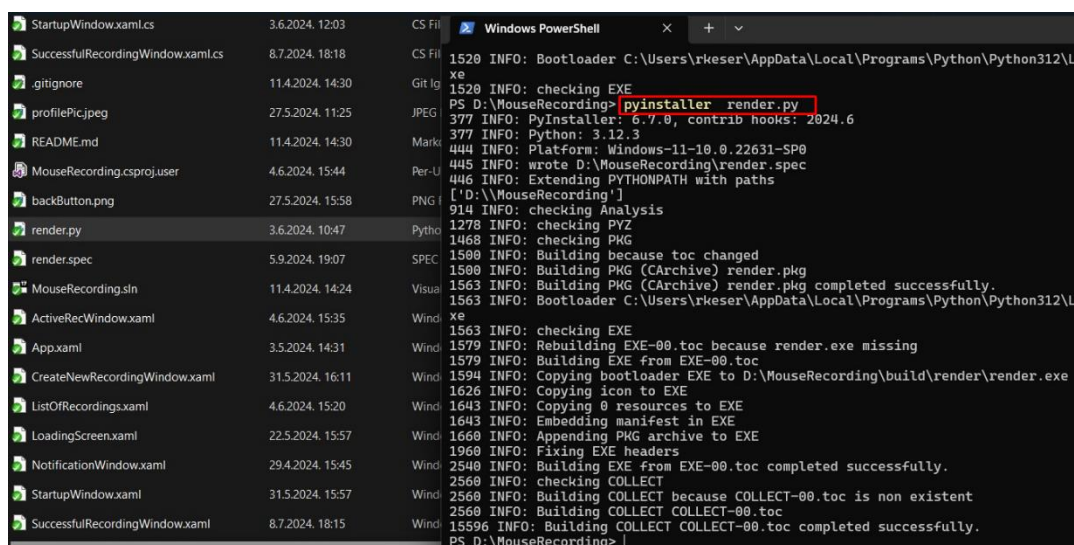 StartupWindow.xaml.cs 3.6.2024. 12:03 CS Fil
SuccessfulRecordingWindow.xaml.cs 8.7.2024. 18:18 CS Fil
.gitignore 11.4.2024. 14:30 Git Ig
profilePic.jpeg 27.5.2024. 11:25 JPEG
README.md 11.4.2024. 14:30 Marko
MouseRecording.csproj.user 4.6.2024. 15:44 Per-U
backButton.png 27.5.2024. 15:58 PNG F
render.py 3.6.2024. 10:47 Pytho
render.spec 5.9.2024. 19:07 SPEC
MouseRecording.sln 11.4.2024. 14:24 Visua
ActiveRecWindow.xaml 4.6.2024. 15:35 Wind
App.xaml 3.5.2024. 14:31 Wind
CreateNewRecordingWindow.xaml 31.5.2024. 16:11 Wind
ListOfRecordings.xaml 4.6.2024. 15:20 Wind
LoadingScreen.xaml 22.5.2024. 15:57 Wind
NotificationWindow.xaml 29.4.2024. 15:45 Wind
StartupWindow.xaml 31.5.2024. 15:57 Wind
SuccessfulRecordingWindow.xaml 8.7.2024. 18:15 Wind
Windows PowerShell
1520 INFO: Bootloader C:\Users\rkeser\AppData\Local\Programs\Python\Python312\L
xe
1520 INFO: checking EXE
PS D:\MouseRecording> pyinstaller render.py
377 INFO: PyInstaller: 6.7.0, contrib hooks: 2024.6
377 INFO: Python: 3.12.3
444 INFO: Platform: Windows-11-10.0.22631-SP0
445 INFO: wrote D:\MouseRecording\render.spec
446 INFO: Extending PYTHONPATH with paths
['D:\\MouseRecording']
914 INFO: checking Analysis
1278 INFO: checking PYZ
1468 INFO: checking PKG
1500 INFO: Building because toc changed
1500 INFO: Building PKG (CArchive) render.pkg
1563 INFO: Building PKG (CArchive) render.pkg completed successfully.
1563 INFO: Bootloader C:\Users\rkeser\AppData\Local\Programs\Python\Python312\L
xe
1563 INFO: checking EXE
1579 INFO: Rebuilding EXE-00.toc because render.exe missing
1579 INFO: Building EXE from EXE-00.toc
1594 INFO: Copying bootloader EXE to D:\MouseRecording\build\render\render.exe
1626 INFO: Copying icon to EXE
1643 INFO: Copying 0 resources to EXE
1643 INFO: Embedding manifest in EXE
1660 INFO: Appending PKG archive to EXE
1960 INFO: Fixing EXE headers
2540 INFO: Building EXE from EXE-00.toc completed successfully.
2560 INFO: checking COLLECT
2560 INFO: Building COLLECT because COLLECT-00.toc is non existent
2560 INFO: Building COLLECT COLLECT-00.toc
15596 INFO: Building COLLECT COLLECT-00.toc completed successfully.
PS D:\MouseRecording>